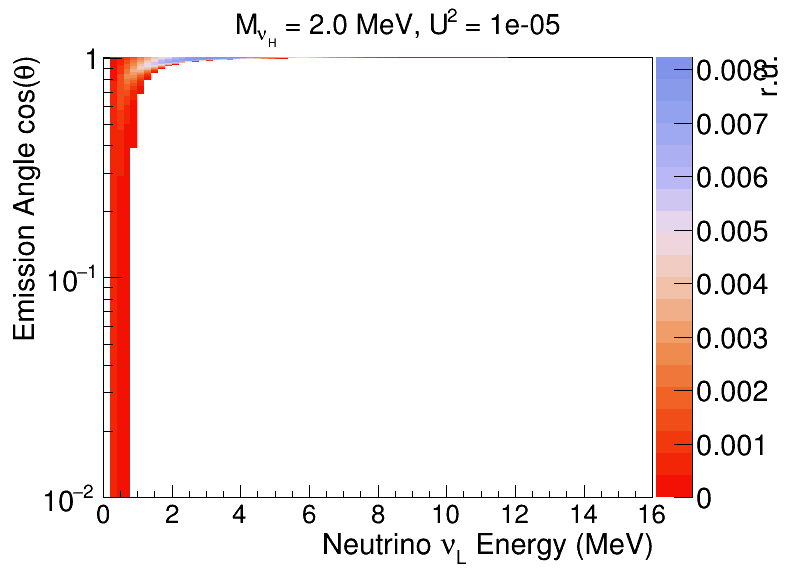 M_{ν_H} = 2.0 MeV, U² = 1e-05
Emission Angle cos(θ)
1
10⁻¹
10⁻²
0 2 4 6 8 10 12 14 16
Neutrino ν_L Energy (MeV)
r.u.
0.008
0.007
0.006
0.005
0.004
0.003
0.002
0.001
0